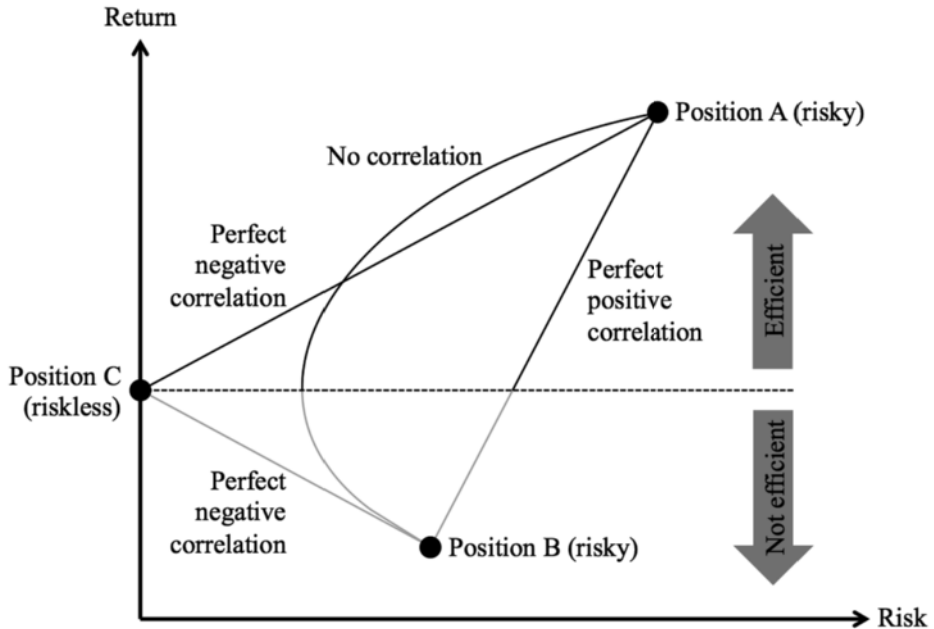 Return
Position A (risky)
No correlation
Perfect
negative
correlation
Perfect
positive
correlation
Efficient
Position C
(riskless)
Perfect
negative
correlation
Position B (risky)
Not efficient
Risk